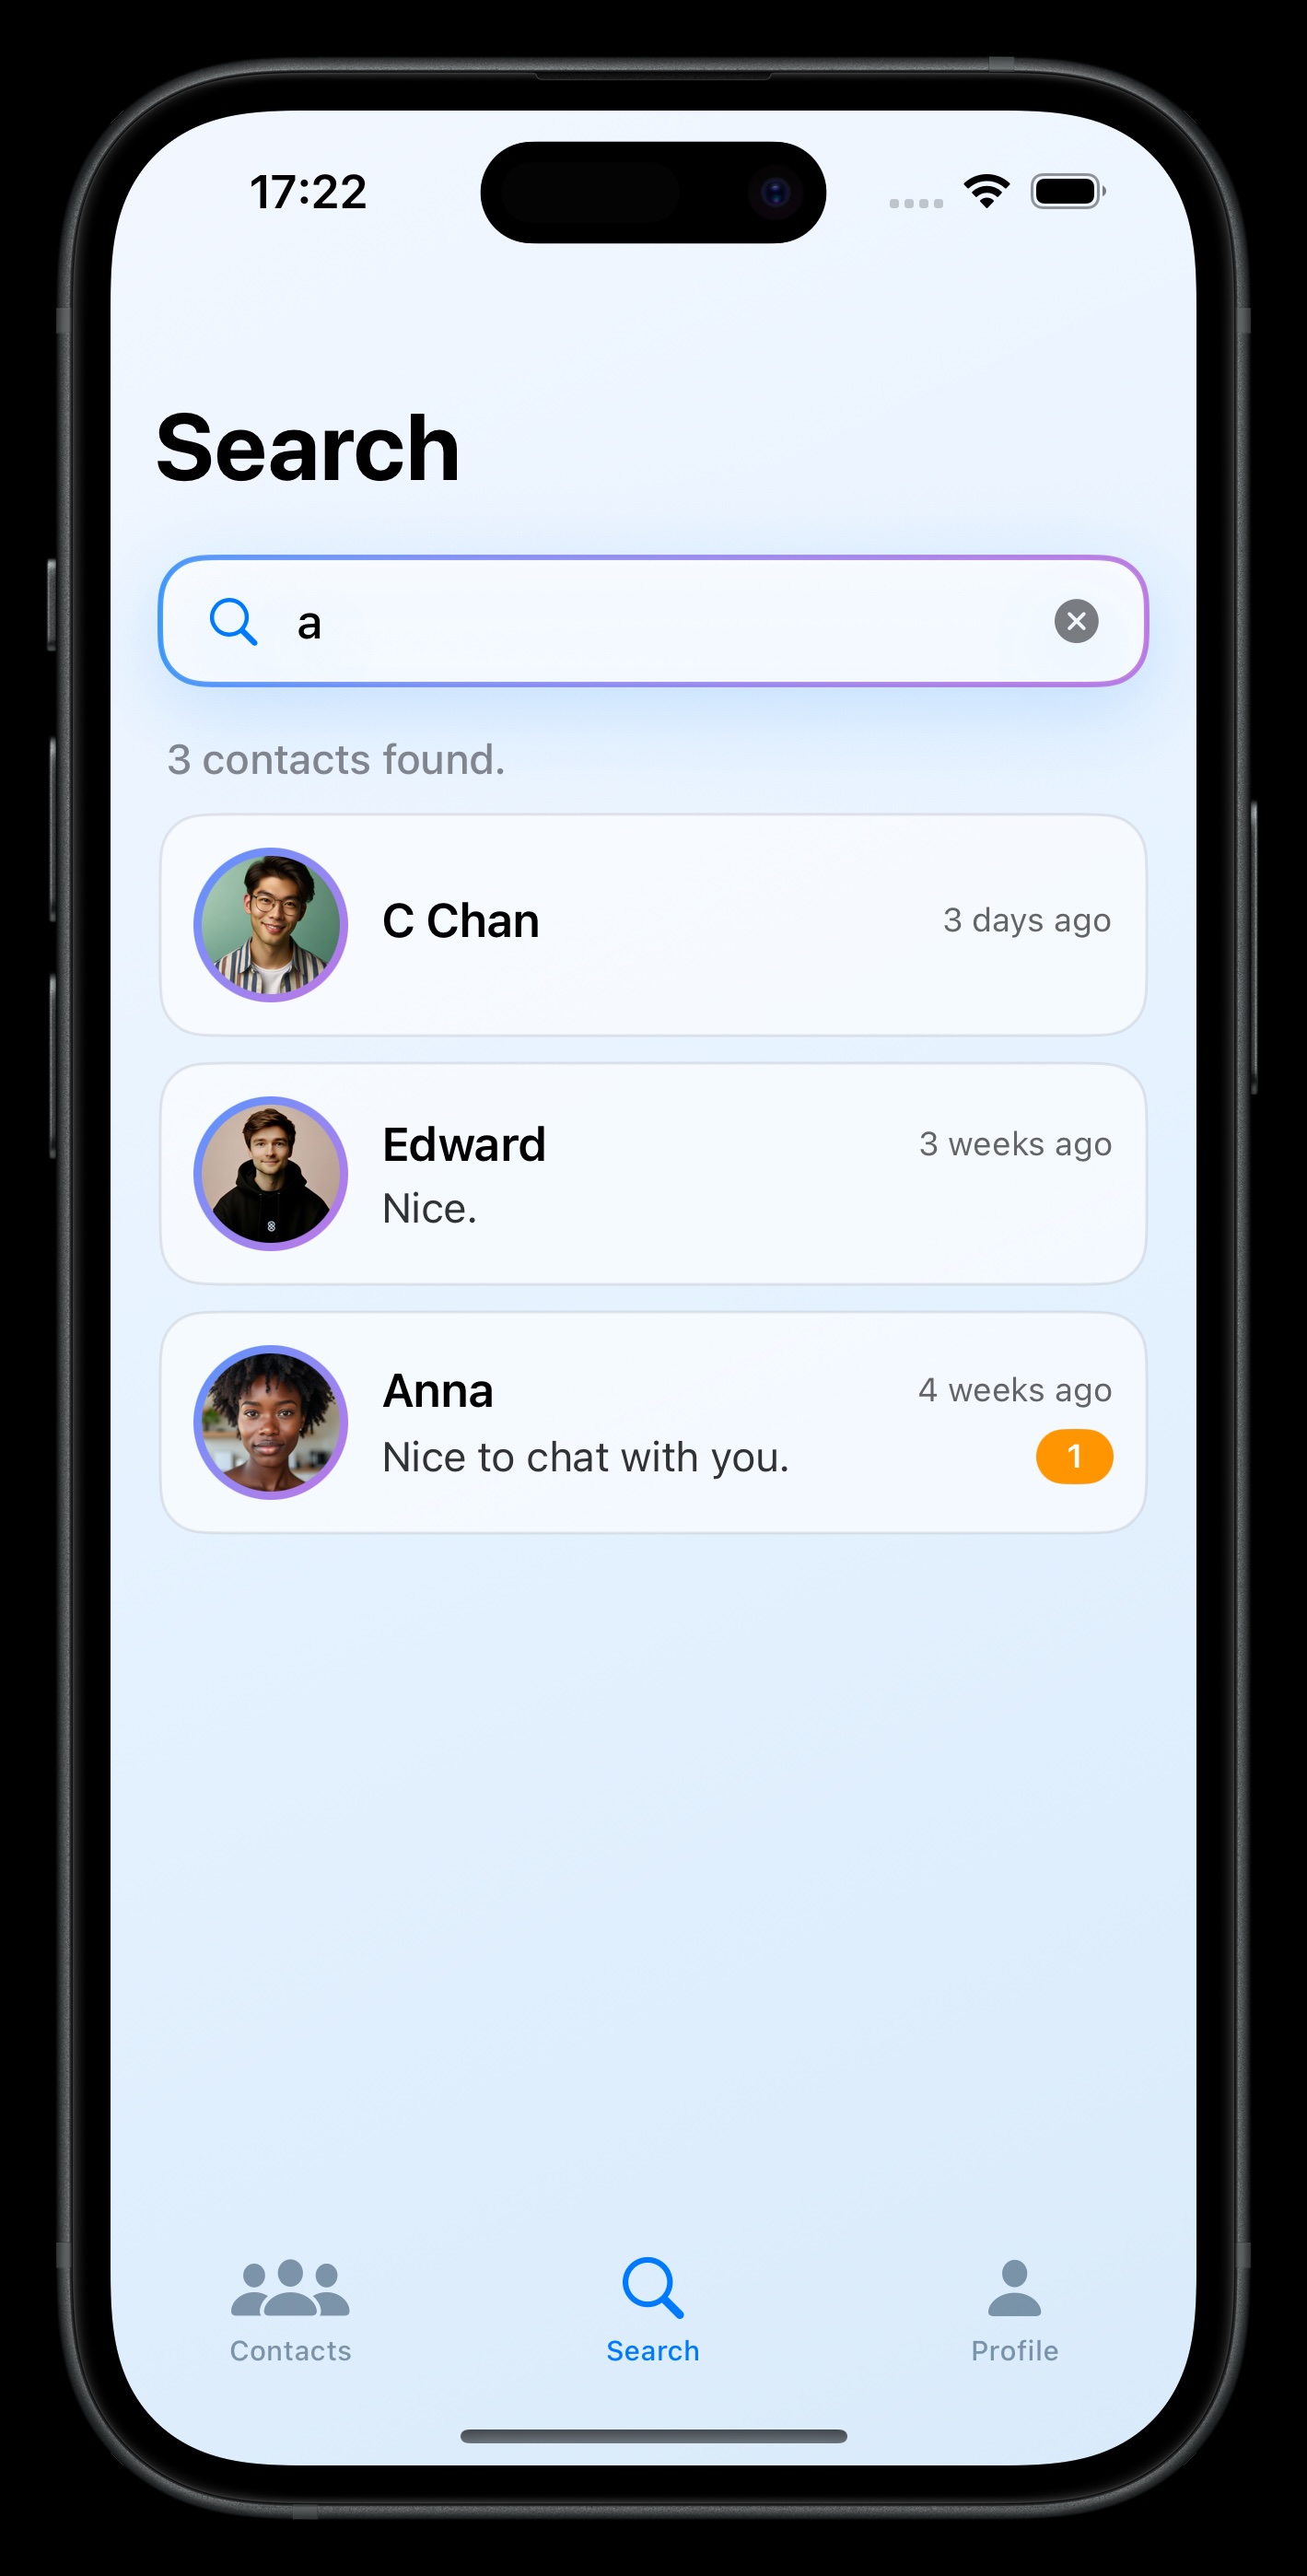 17:22
Search
a
3 contacts found.
C Chan
3 days ago
Edward
3 weeks ago
Nice.
Anna
4 weeks ago
Nice to chat with you.
1
Contacts
Search
Profile